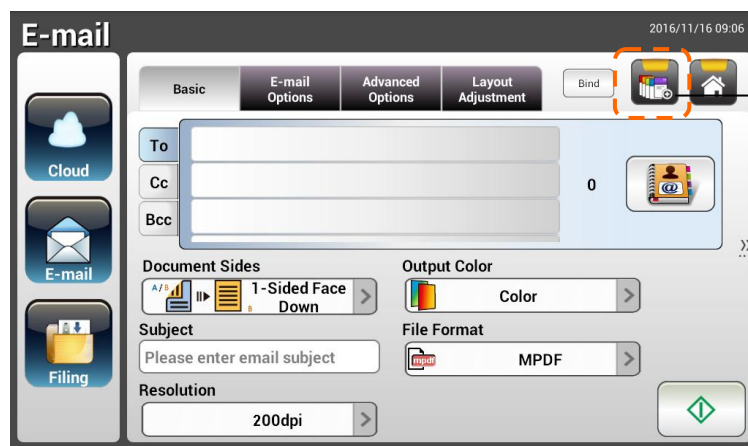 E-mail
2016/11/16 09:06
Basic
E-mail
Options
Advanced
Options
Layout
Adjustment
Bind
To
Cc
Bcc
0
@
Cloud
E-mail
Filing
Document Sides
A/B
B
1-Sided Face
Down
Output Color
Color
Subject
Please enter email subject
File Format
mpdf
MPDF
Resolution
200dpi